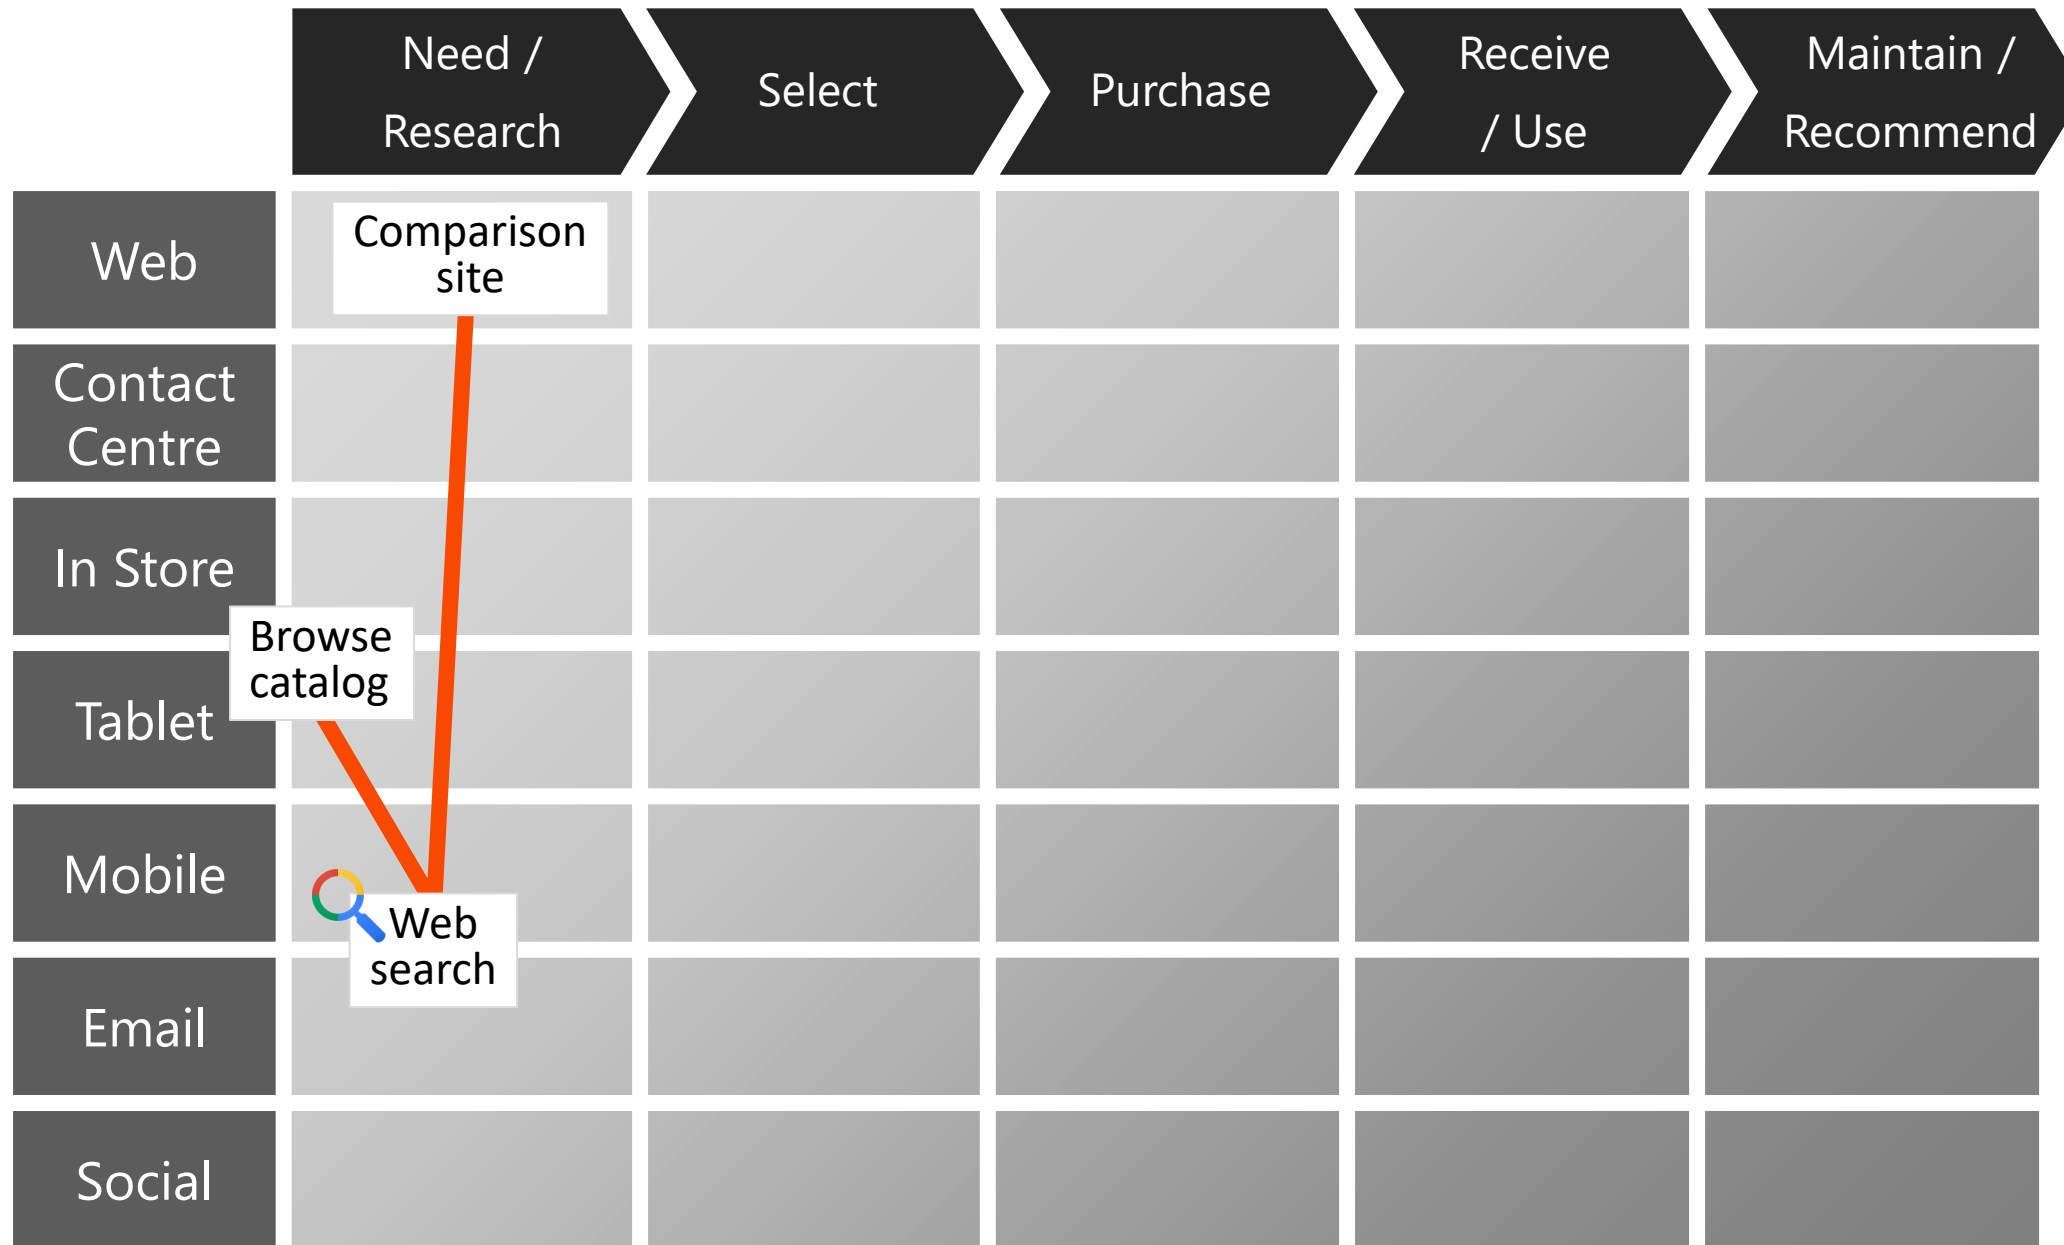 Need /
Research
Select
Purchase
Receive
/ Use
Maintain /
Recommend
Web
Comparison
site
Contact
Centre
In Store
Browse
catalog
Tablet
Mobile
Web
search
Email
Social